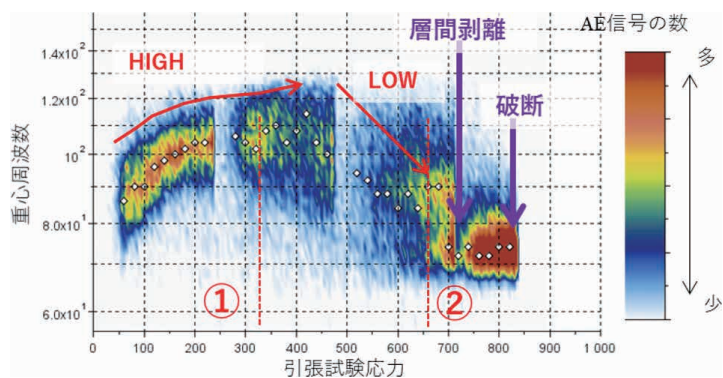 AE信号の数
層間剥離
多
1.4x10²
HIGH
LOW
破断
1.2x10²
10²
重心周波数
8.0x10¹
①
②
少
6.0x10¹
0 100 200 300 400 500 600 700 800 900 1 000
引張試験応力